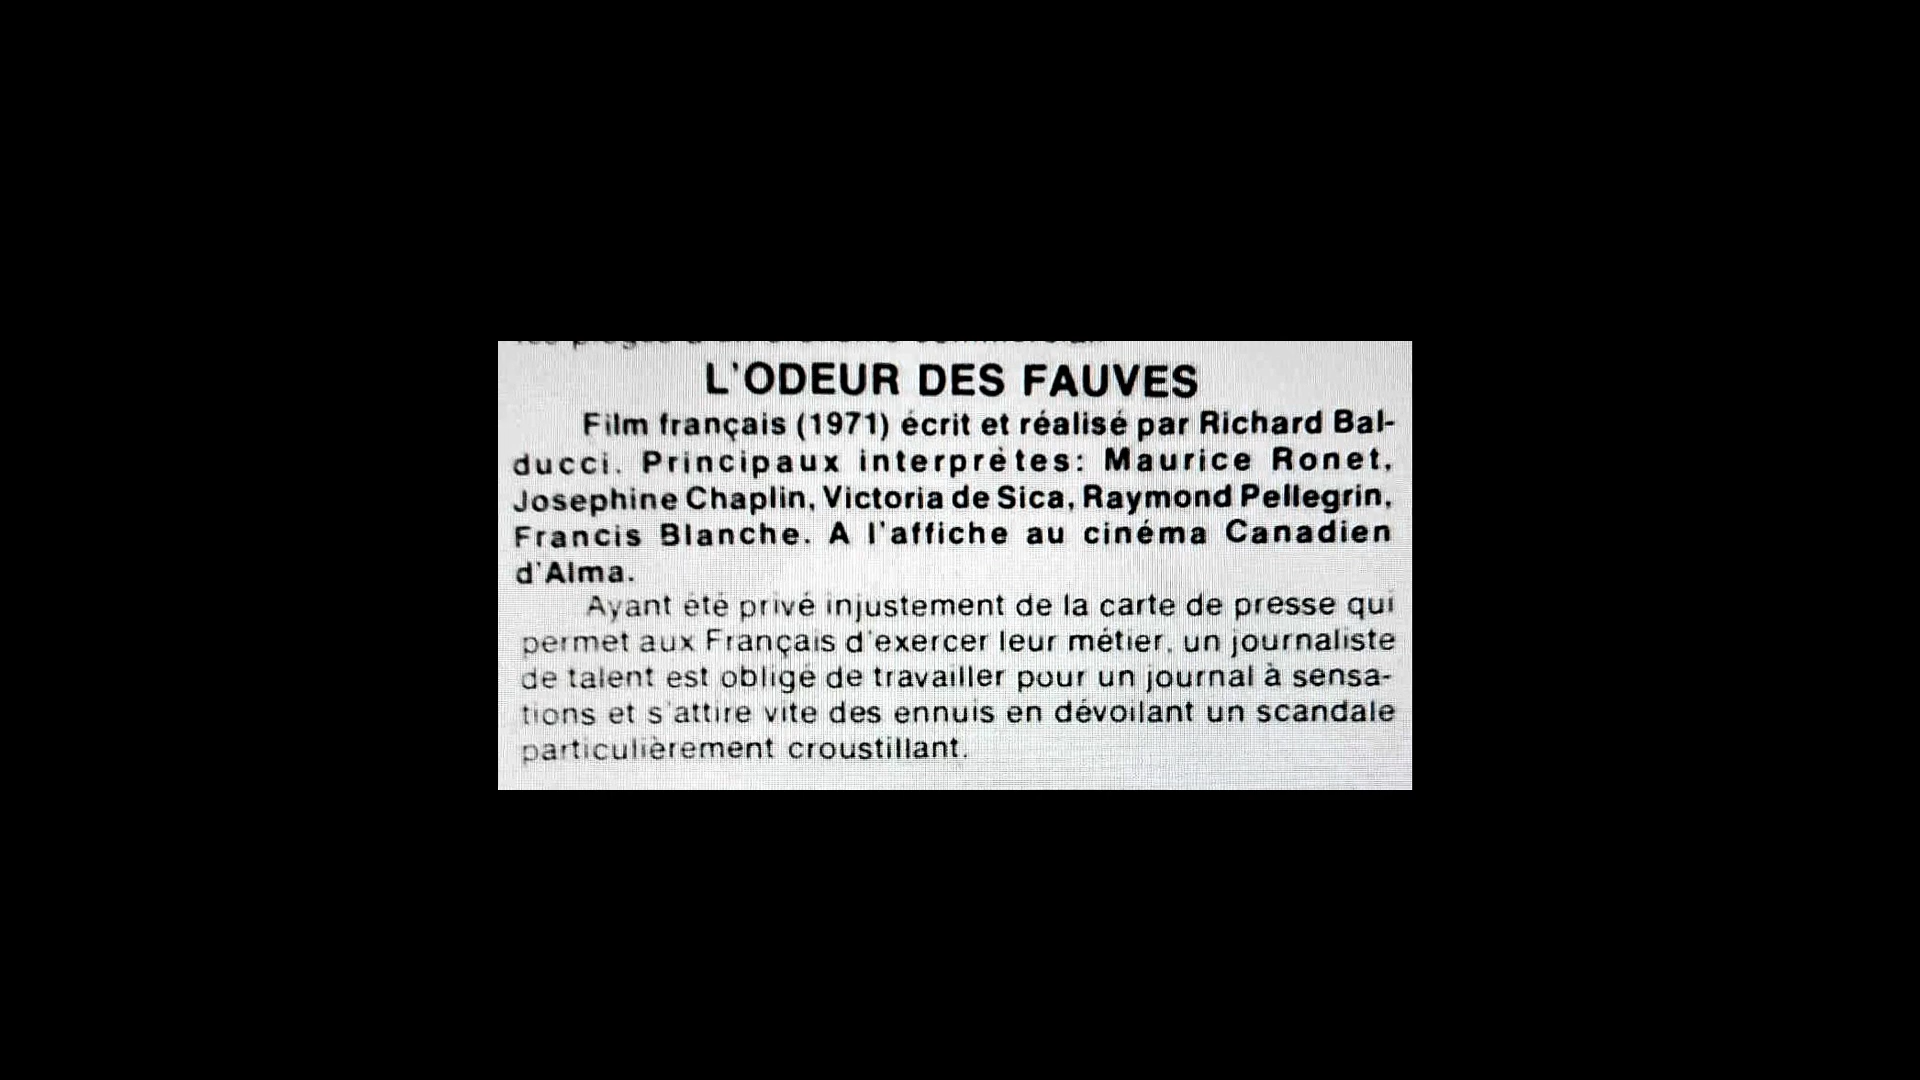 L'ODEUR DES FAUVES
Film français (1971) écrit et réalisé par Richard Bal-
ducci. Principaux interprètes: Maurice Ronet,
Josephine Chaplin, Victoria de Sica, Raymond Pellegrin,
Francis Blanche. A l'affiche au cinéma Canadien
d'Alma.
Ayant été privé injustement de la carte de presse qui
permet aux Français d'exercer leur métier, un journaliste
de talent est obligé de travailler pour un journal à sensa-
tions et s'attire vite des ennuis en dévoilant un scandale
particulièrement croustillant.